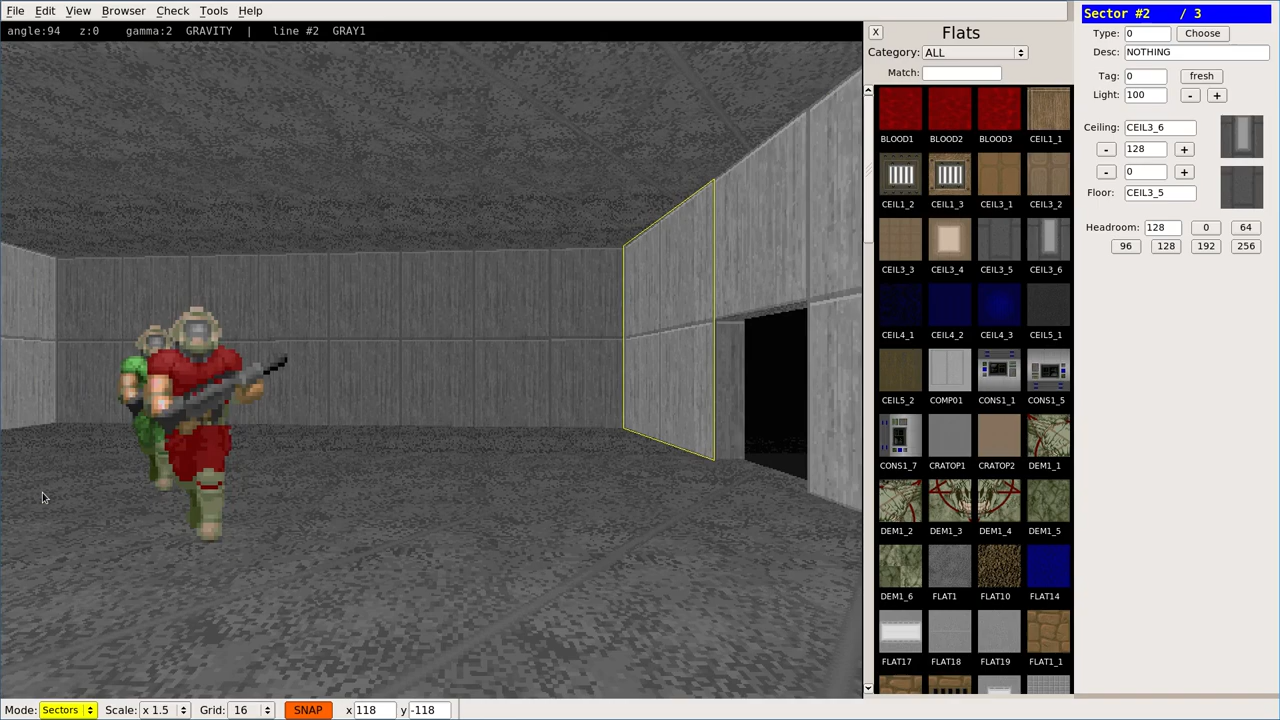 File Edit View Browser Check Tools Help
angle:94 z:0 gamma:2 GRAVITY | line #2 GRAY1
X Flats
Category: ALL
Match:
BLOOD1 BLOOD2 BLOOD3 CEIL1_1
CEIL1_2 CEIL1_3 CEIL3_1 CEIL3_2
CEIL3_3 CEIL3_4 CEIL3_5 CEIL3_6
CEIL4_1 CEIL4_2 CEIL4_3 CEIL5_1
CEIL5_2 COMP01 CONS1_1 CONS1_5
CONS1_7 CRATOP1 CRATOP2 DEM1_1
DEM1_2 DEM1_3 DEM1_4 DEM1_5
DEM1_6 FLAT1 FLAT10 FLAT14
FLAT17 FLAT18 FLAT19 FLAT1_1
Sector #2 / 3
Type: 0 Choose
Desc: NOTHING
Tag: 0 fresh
Light: 100 - +
Ceiling: CEIL3_6
- 128 +
- 0 +
Floor: CEIL3_5
Headroom: 128 0 64
96 128 192 256
Mode: Sectors Scale: x 1.5 Grid: 16 SNAP x 118 y -118